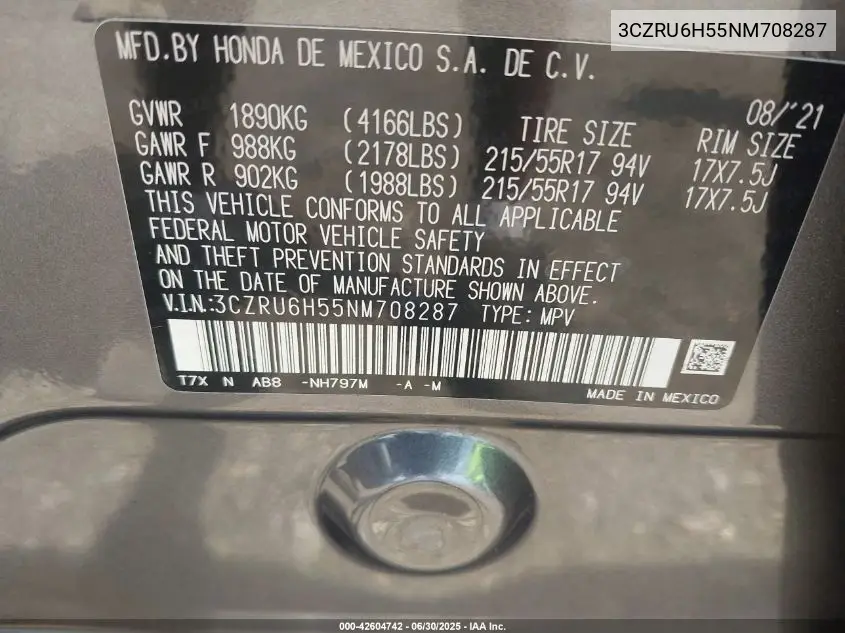 3CZRU6H55NM708287
MFD.BY HONDA DE MEXICO S.A. DE C.V.
08/'21
GVWR 1890KG (4166LBS) TIRE SIZE RIM SIZE
GAWR F 988KG (2178LBS) 215/55R17 94V 17X7.5J
GAWR R 902KG (1988LBS) 215/55R17 94V 17X7.5J
THIS VEHICLE CONFORMS TO ALL APPLICABLE
FEDERAL MOTOR VEHICLE SAFETY
AND THEFT PREVENTION STANDARDS IN EFFECT
ON THE DATE OF MANUFACTURE SHOWN ABOVE.
V.I.N.:3CZRU6H55NM708287 TYPE: MPV
T7X N AB8 -NH797M -A -M
MADE IN MEXICO
000-42604742 - 06/30/2025 - IAA Inc.